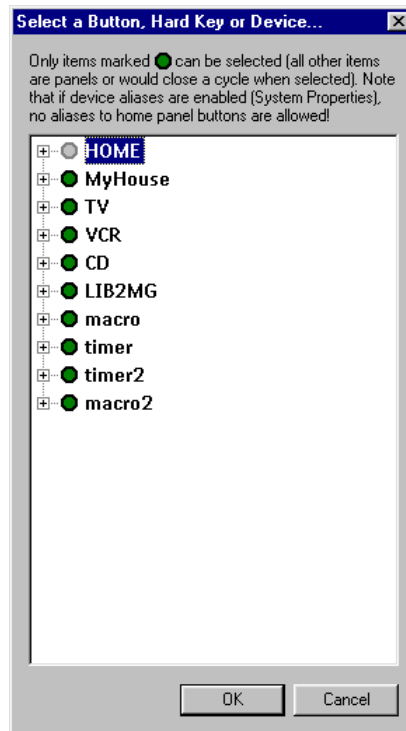 Select a Button, Hard Key or Device...
Only items marked can be selected (all other items
are panels or would close a cycle when selected). Note
that if device aliases are enabled (System Properties),
no aliases to home panel buttons are allowed!
HOME
MyHouse
TV
VCR
CD
LIB2MG
macro
timer
timer2
macro2
OK Cancel